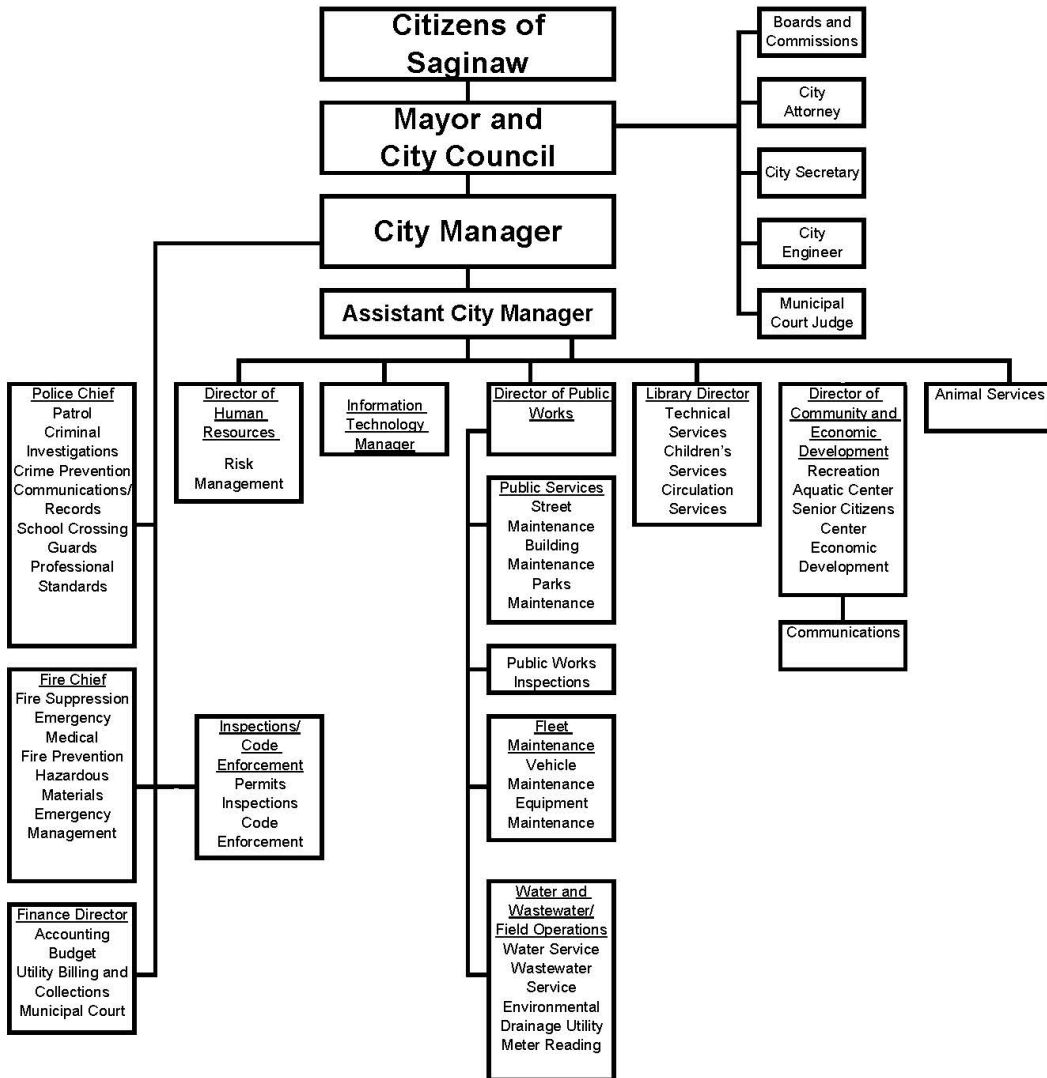 Citizens of
Saginaw
Mayor and
City Council
City Manager
Assistant City Manager
Boards and
Commissions
City
Attorney
City Secretary
City
Engineer
Municipal
Court Judge
Police Chief
Patrol
Criminal
Investigations
Crime Prevention
Communications/
Records
School Crossing
Guards
Professional
Standards
Director of
Human
Resources
Risk
Management
Information
Technology
Manager
Director of Public
Works
Library Director
Technical
Services
Children's
Services
Circulation
Services
Director of
Community and
Economic
Development
Recreation
Aquatic Center
Senior Citizens
Center
Economic
Development
Animal Services
Communications
Public Services
Street
Maintenance
Building
Maintenance
Parks
Maintenance
Public Works
Inspections
Fire Chief
Fire Suppression
Emergency
Medical
Fire Prevention
Hazardous
Materials
Emergency
Management
Inspections/
Code
Enforcement
Permits
Inspections
Code
Enforcement
Fleet
Maintenance
Vehicle
Maintenance
Equipment
Maintenance
Finance Director
Accounting
Budget
Utility Billing and
Collections
Municipal Court
Water and
Wastewater/
Field Operations
Water Service
Wastewater
Service
Environmental
Drainage Utility
Meter Reading